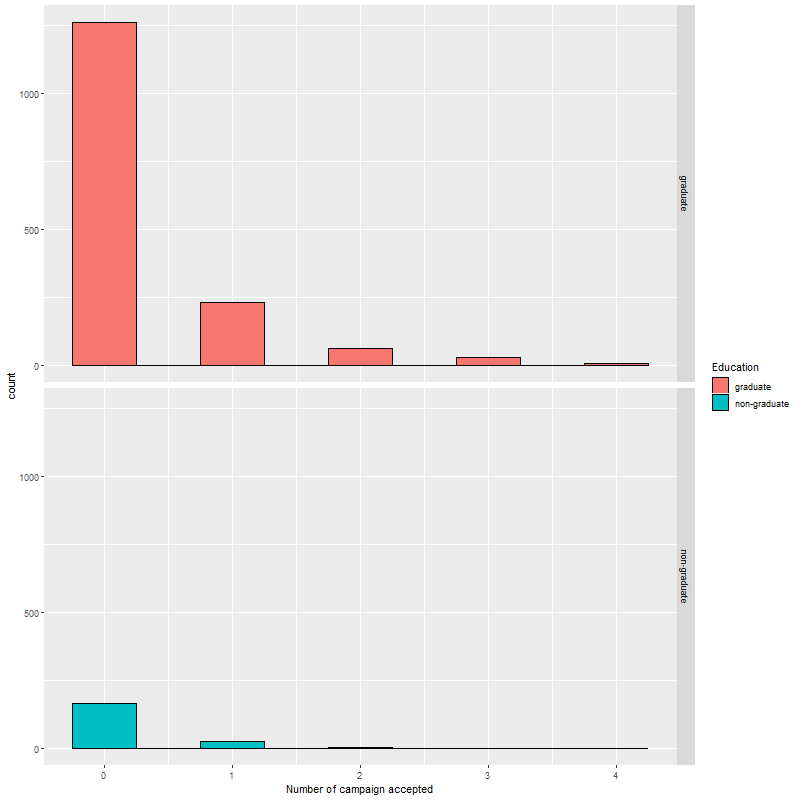 1000
500
0
graduate
1000
500
0
non-graduate
0 1 2 3 4
Number of campaign accepted
count
Education
graduate
non-graduate